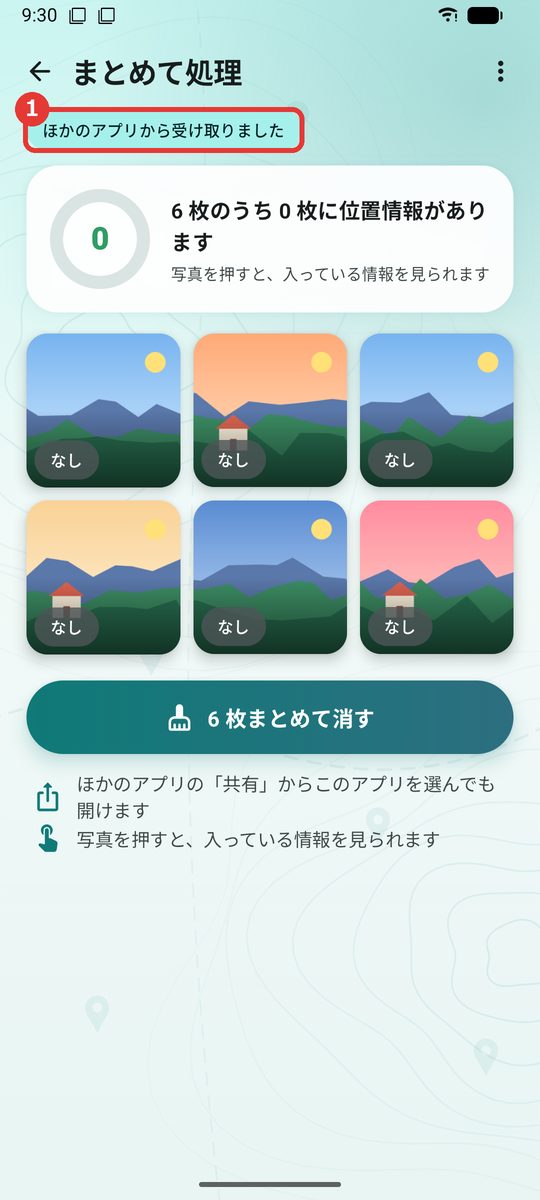 9:30
まとめて処理
1
ほかのアプリから受け取りました
0
6 枚のうち 0 枚に位置情報があり
ます
写真を押すと、入っている情報を見られます
なし
なし
なし
なし
なし
なし
6 枚まとめて消す
ほかのアプリの「共有」からこのアプリを選んでも
開けます
写真を押すと、入っている情報を見られます